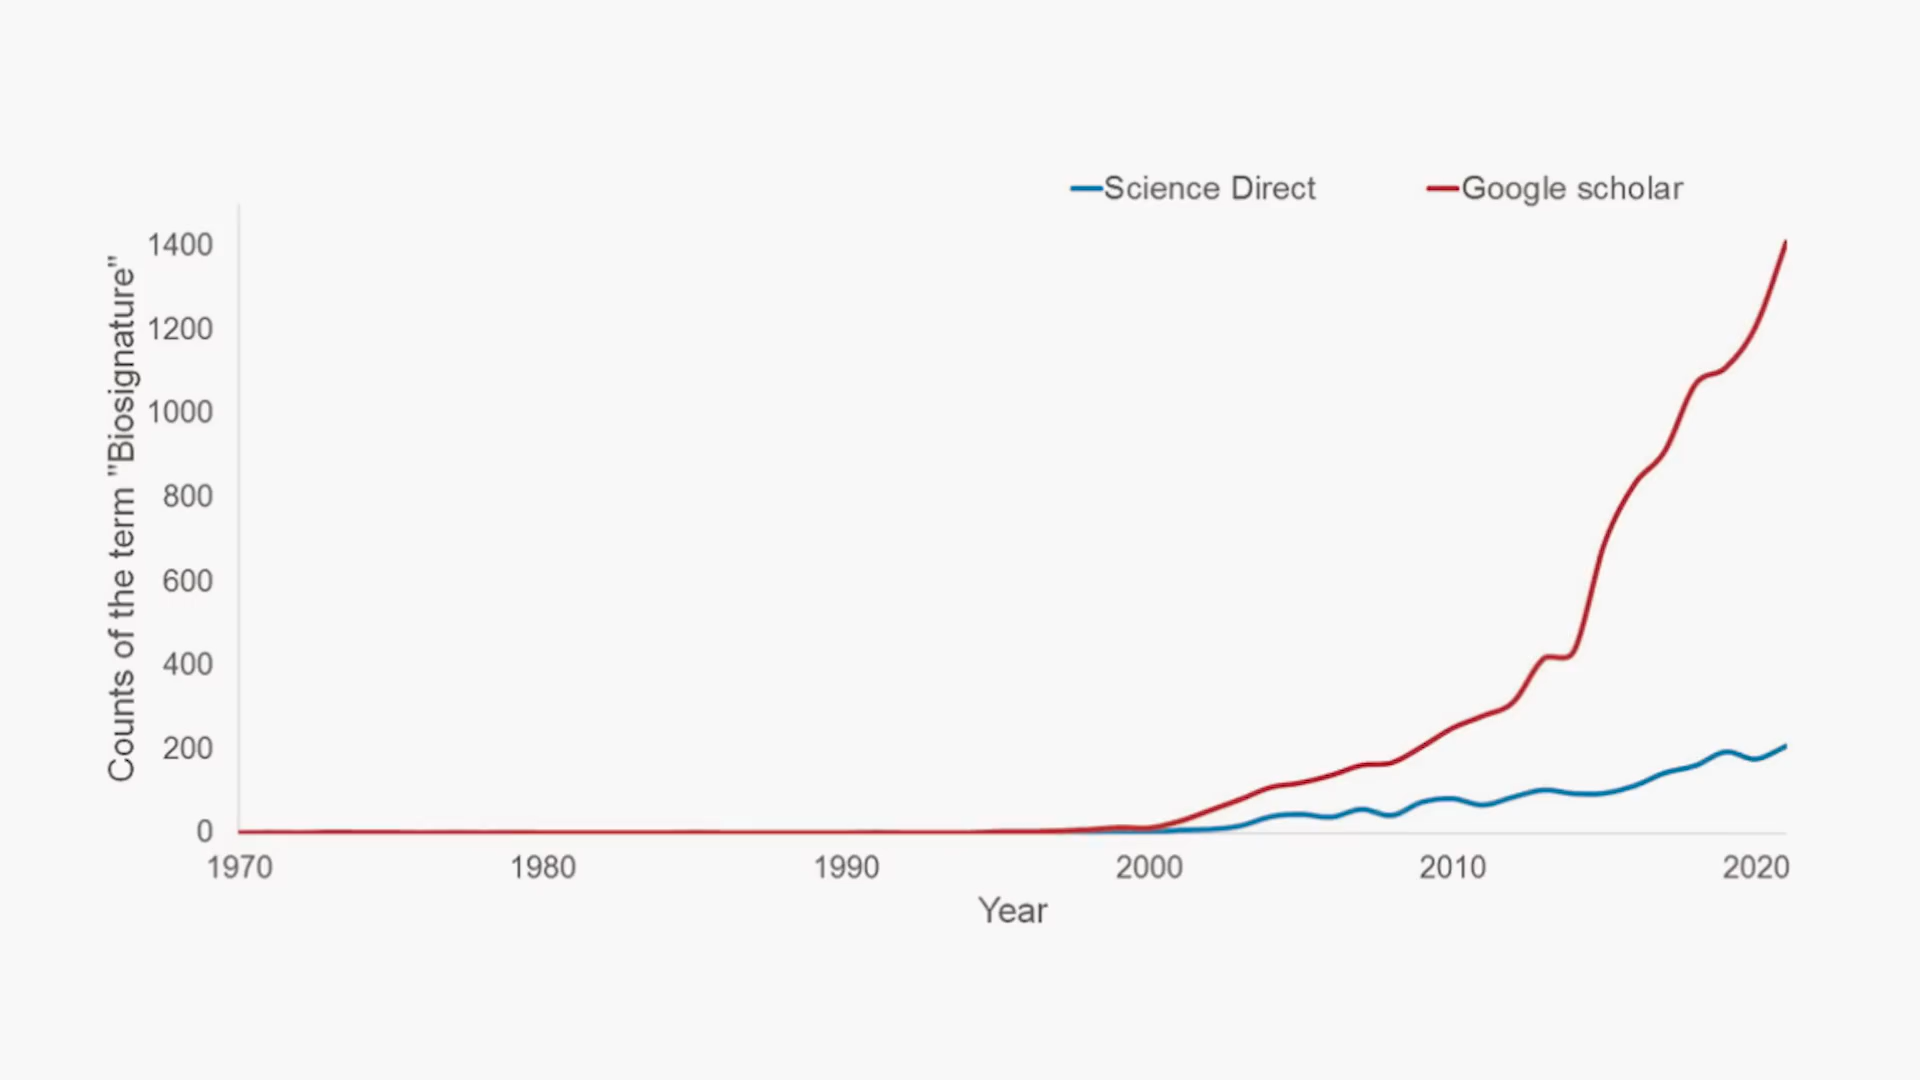 Science Direct
Google scholar
Counts of the term "Biosignature"
1400
1200
1000
800
600
400
200
0
1970 1980 1990 2000 2010 2020
Year